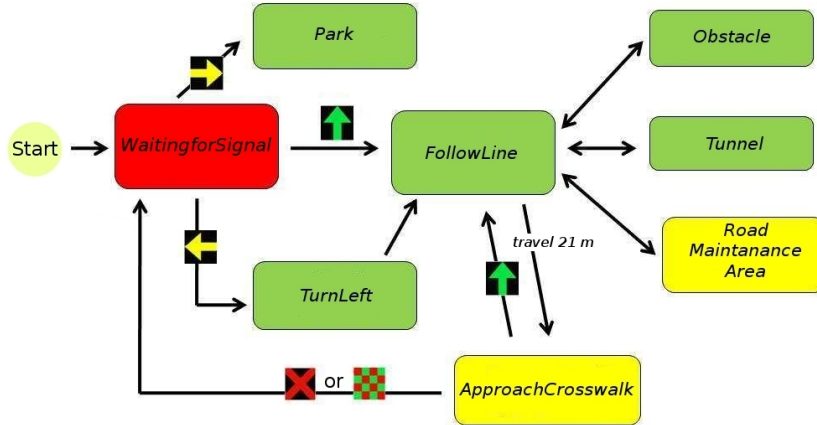 Park
Obstacle
Start
WaitingforSignal
FollowLine
Tunnel
travel 21 m
Road
Maintanance
Area
TurnLeft
or
ApproachCrosswalk